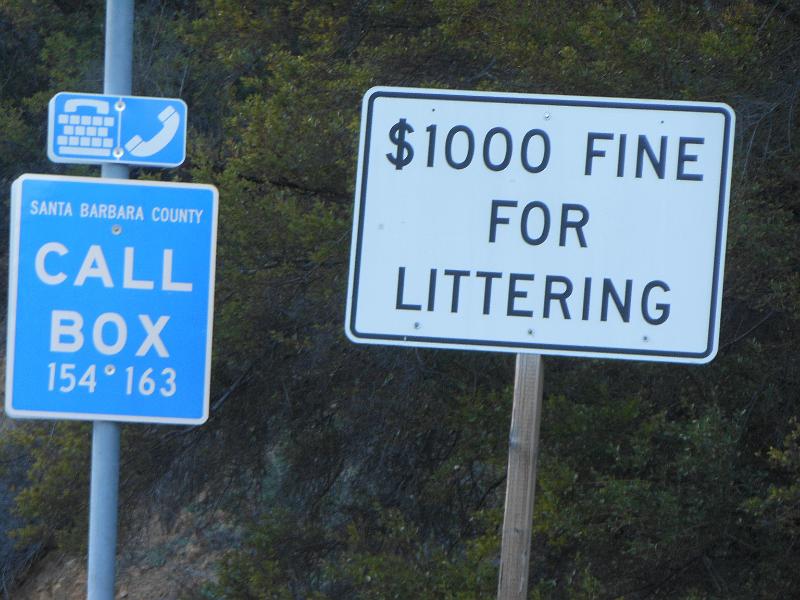 SANTA BARBARA COUNTY
CALL
BOX
154 163
$1000 FINE
FOR
LITTERING